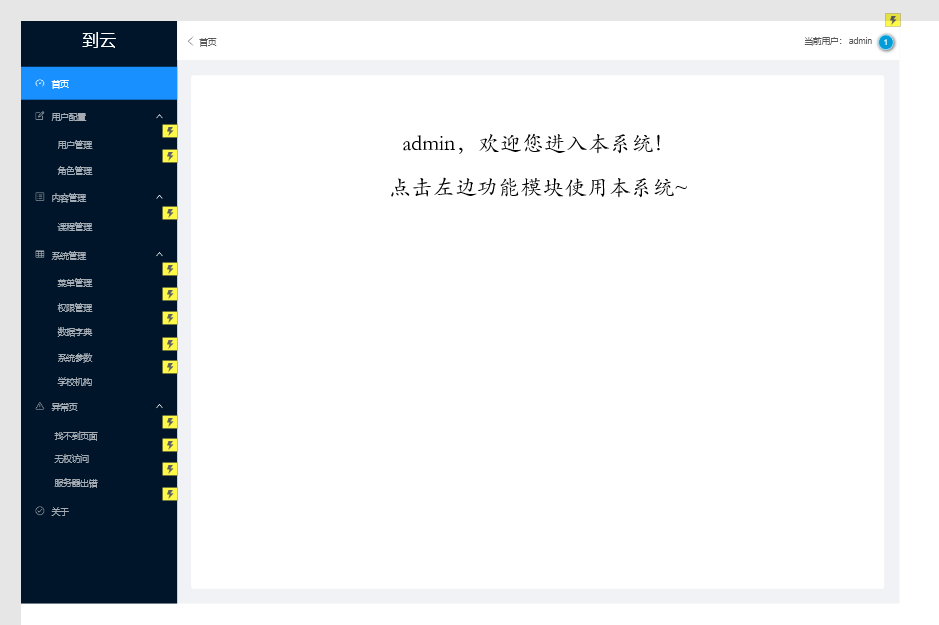 到云
首页
用户配置
用户管理
角色管理
内容管理
课程管理
系统管理
菜单管理
权限管理
数据字典
系统参数
学校机构
异常页
找不到页面
无权访问
服务器出错
关于
首页
当前用户: admin
1
admin，欢迎您进入本系统！
点击左边功能模块使用本系统~